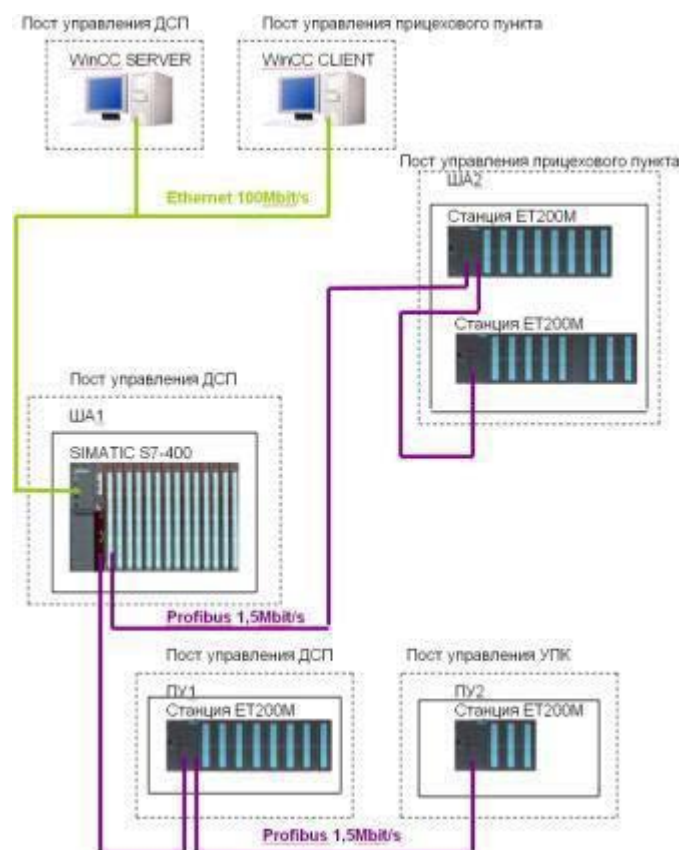 Пост управления ДСП
Пост управления прицехового пункта
WinCC SERVER
WinCC CLIENT
Ethernet 100Mbit/s
Пост управления прицехового пункта
ША2
Станция ET200M
Станция ET200M
Пост управления ДСП
ША1
SIMATIC S7-400
Profibus 1,5Mbit/s
Пост управления ДСП
Пост управления УПК
ПУ1
Станция ET200M
ПУ2
Станция ET200M
Profibus 1,5Mbit/s